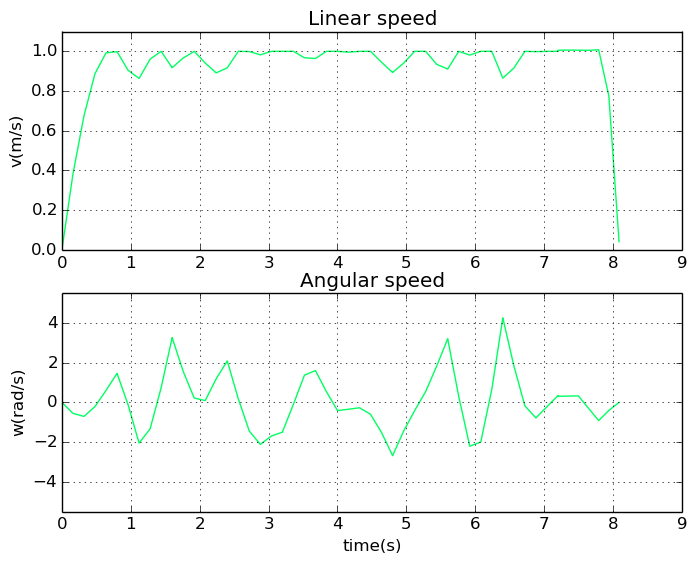 Linear speed
v(m/s)
1.0
0.8
0.6
0.4
0.2
0.0
0 1 2 3 4 5 6 7 8 9
Angular speed
w(rad/s)
4
2
0
−2
−4
0 1 2 3 4 5 6 7 8 9
time(s)